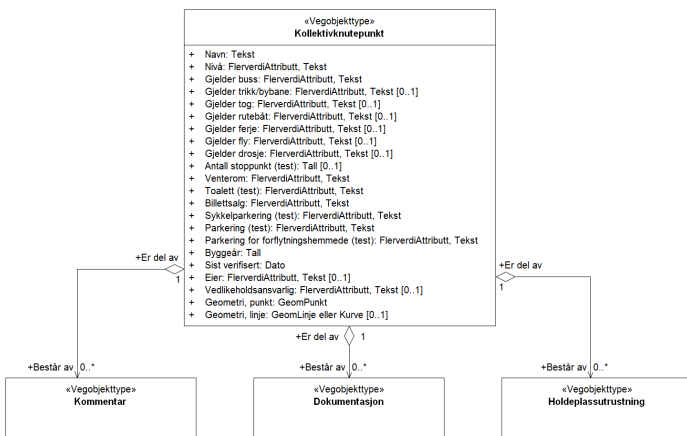 «Vegobjekttype»
Kollektivknutepunkt
+ Navn: Tekst
+ Nivå: FlerverdiAttributt, Tekst
+ Gjelder buss: FlerverdiAttributt, Tekst
+ Gjelder trikk/bybane: FlerverdiAttributt, Tekst [0..1]
+ Gjelder tog: FlerverdiAttributt, Tekst [0..1]
+ Gjelder rutebåt: FlerverdiAttributt, Tekst [0..1]
+ Gjelder ferje: FlerverdiAttributt, Tekst [0..1]
+ Gjelder fly: FlerverdiAttributt, Tekst [0..1]
+ Gjelder drosje: FlerverdiAttributt, Tekst [0..1]
+ Antall stoppunkt (test): Tall [0..1]
+ Venterom: FlerverdiAttributt, Tekst
+ Toalett (test): FlerverdiAttributt, Tekst
+ Billettsalg: FlerverdiAttributt, Tekst
+ Sykkelparkering (test): FlerverdiAttributt, Tekst
+ Parkering (test): FlerverdiAttributt, Tekst
+ Parkering for forflytningshemmede (test): FlerverdiAttributt, Tekst
+ Byggeår: Tall
+ Sist verifisert: Dato
+ Eier: FlerverdiAttributt, Tekst [0..1]
+ Vedlikeholdsansvarlig: FlerverdiAttributt, Tekst [0..1]
+ Geometri, punkt: GeomPunkt
+ Geometri, linje: GeomLinje eller Kurve [0..1]
+Er del av
1
+Er del av
1
+Er del av 1
+Består av 0..*
+Består av 0..*
+Består av 0..*
«Vegobjekttype»
Kommentar
«Vegobjekttype»
Dokumentasjon
«Vegobjekttype»
Holdeplassutrustning